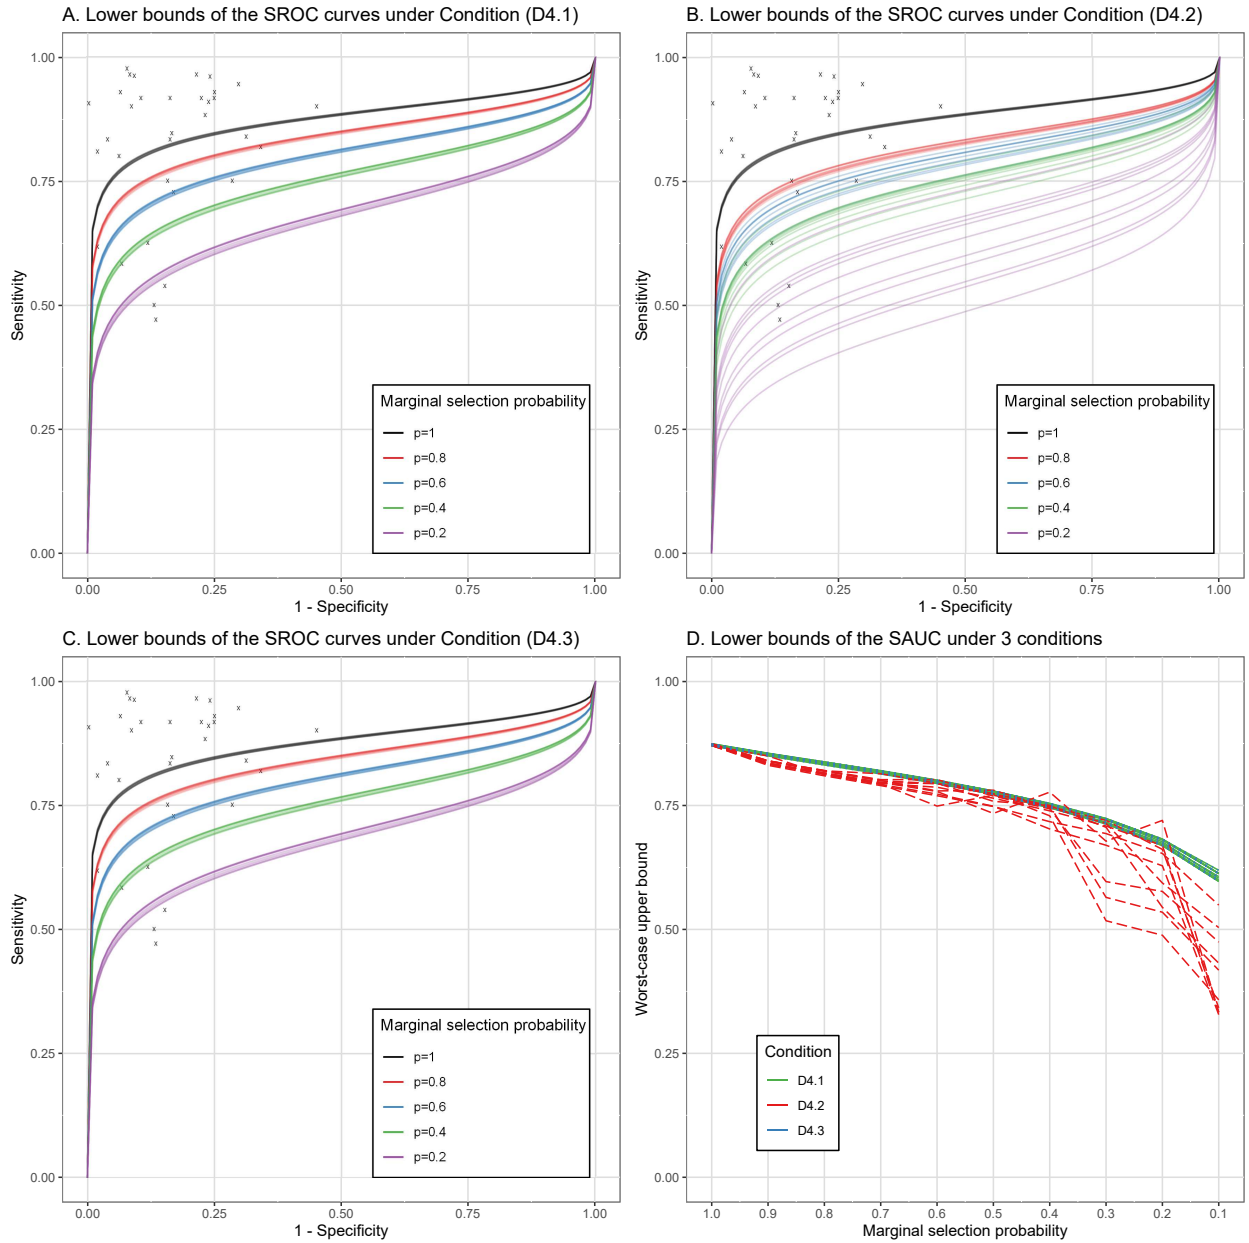 A. Lower bounds of the SROC curves under Condition (D4.1)
1.00
0.75
0.50
0.25
0.00
Sensitivity
Marginal selection probability
p=1
p=0.8
p=0.6
p=0.4
p=0.2
0.00 0.25 0.50 0.75 1.00
1 - Specificity
B. Lower bounds of the SROC curves under Condition (D4.2)
1.00
0.75
0.50
0.25
0.00
Sensitivity
Marginal selection probability
p=1
p=0.8
p=0.6
p=0.4
p=0.2
0.00 0.25 0.50 0.75 1.00
1 - Specificity
C. Lower bounds of the SROC curves under Condition (D4.3)
1.00
0.75
0.50
0.25
0.00
Sensitivity
Marginal selection probability
p=1
p=0.8
p=0.6
p=0.4
p=0.2
0.00 0.25 0.50 0.75 1.00
1 - Specificity
D. Lower bounds of the SAUC under 3 conditions
1.00
0.75
0.50
0.25
0.00
Worst-case upper bound
Condition
D4.1
D4.2
D4.3
1.0 0.9 0.8 0.7 0.6 0.5 0.4 0.3 0.2 0.1
Marginal selection probability